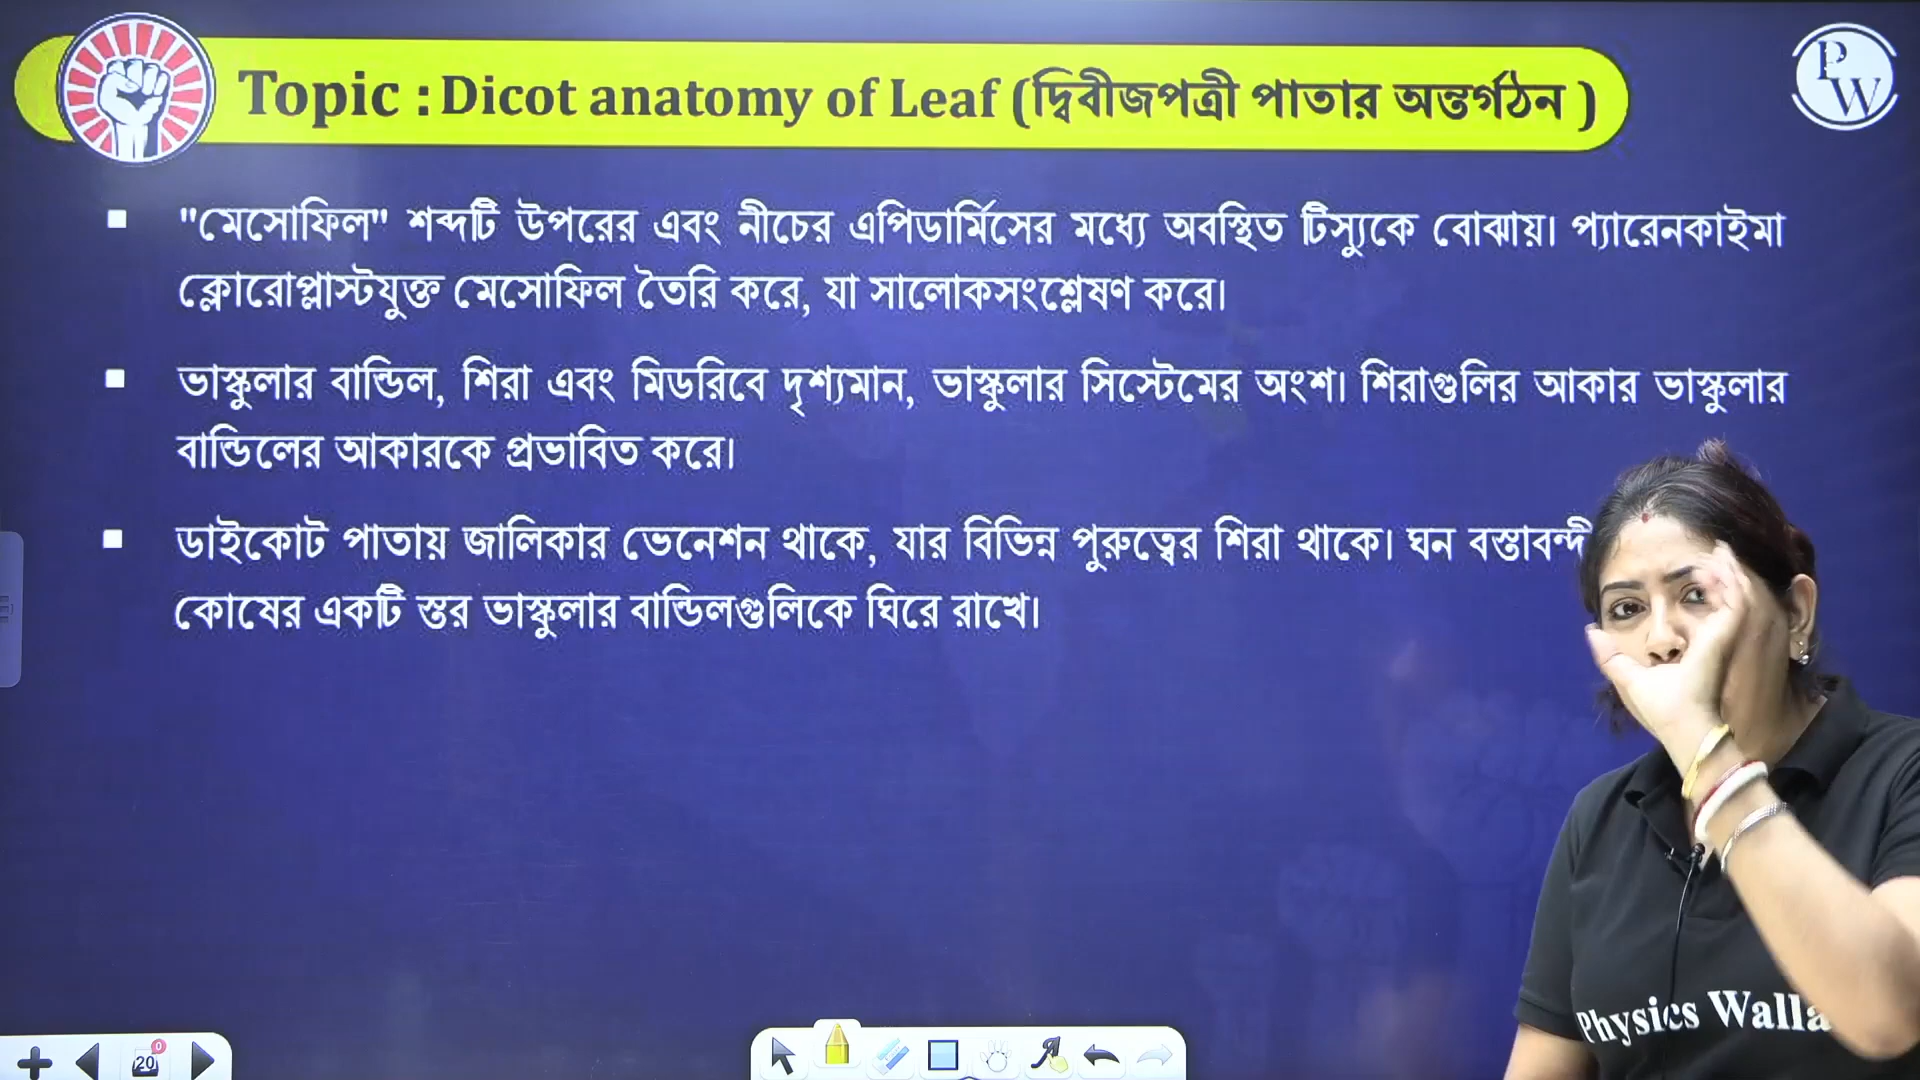 Topic : Dicot anatomy of Leaf (দ্বিবীজপত্রী পাতার অন্তর্গঠন )
PW
"মেসোফিল" শব্দটি উপরের এবং নীচের এপিডার্মিসের মধ্যে অবস্থিত টিস্যুকে বোঝায়। প্যারেনকাইমা
ক্লোরোপ্লাস্টযুক্ত মেসোফিল তৈরি করে, যা সালোকসংশ্লেষণ করে।
ভাস্কুলার বান্ডিল, শিরা এবং মিডরিবে দৃশ্যমান, ভাস্কুলার সিস্টেমের অংশ। শিরাগুলির আকার ভাস্কুলার
বান্ডিলের আকারকে প্রভাবিত করে।
ডাইকোট পাতায় জালিকার ভেনেশন থাকে, যার বিভিন্ন পুরুত্বের শিরা থাকে। ঘন বস্তাবন্দী
কোষের একটি স্তর ভাস্কুলার বান্ডিলগুলিকে ঘিরে রাখে।
Physics Walla
20
0